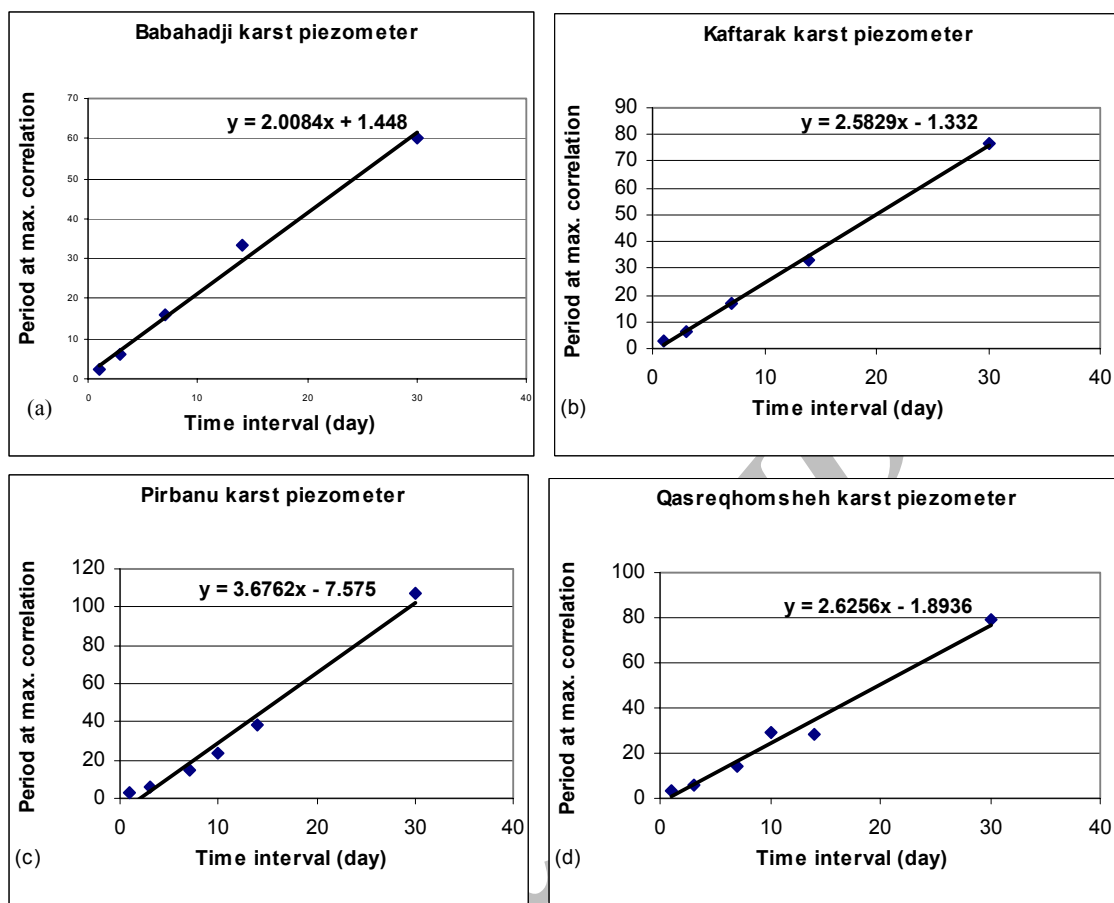 Babahadji karst piezometer
y = 2.0084x + 1.448
Period at max. correlation
70
60
50
40
30
20
10
0
0 10 20 30 40
Time interval (day)
(a)
Kaftarak karst piezometer
y = 2.5829x - 1.332
Period at max. correlation
90
80
70
60
50
40
30
20
10
0
0 10 20 30 40
Time interval (day)
(b)
Pirbanu karst piezometer
y = 3.6762x - 7.575
Period at max. correlation
120
100
80
60
40
20
0
0 10 20 30 40
Time interval (day)
(c)
Qasreqhomsheh karst piezometer
y = 2.6256x - 1.8936
Period at max. correlation
100
80
60
40
20
0
0 10 20 30 40
Time interval (day)
(d)